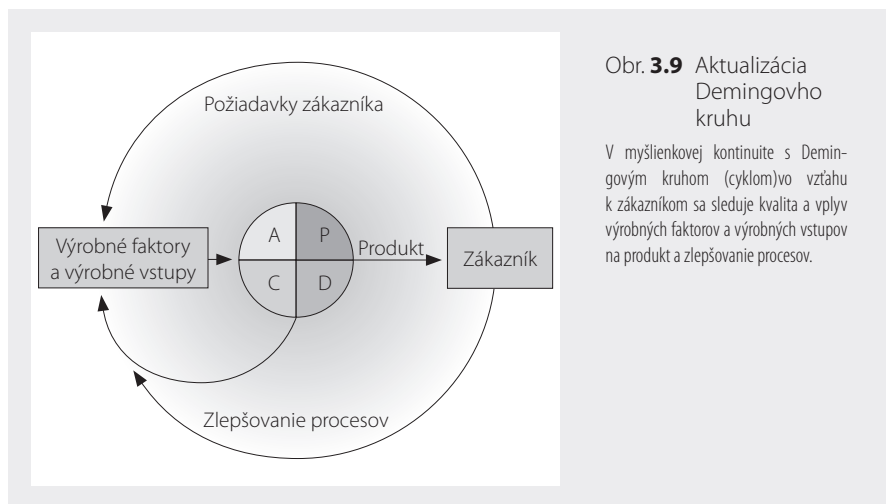 Požiadavky zákazníka
Výrobné faktory
a výrobné vstupy
A
P
C
D
Produkt
Zákazník
Zlepšovanie procesov
Obr. 3.9 Aktualizácia
Demingovho
kruhu
V myšlienkovej kontinuite s Demin-
govým kruhom (cyklom)vo vzťahu
k zákazníkom sa sleduje kvalita a vplyv
výrobných faktorov a výrobných vstupov
na produkt a zlepšovanie procesov.